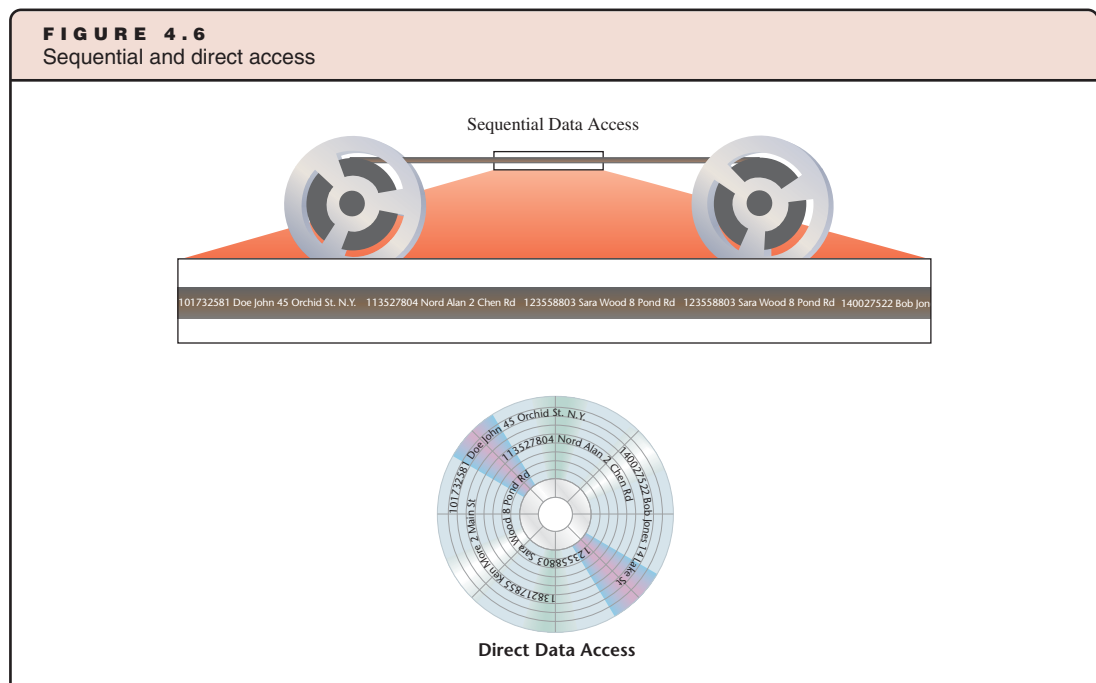 FIGURE 4.6
Sequential and direct access
Sequential Data Access
101732581 Doe John 45 Orchid St. N.Y. 113527804 Nord Alan 2 Chen Rd 123558803 Sara Wood 8 Pond Rd 123558803 Sara Wood 8 Pond Rd 140027522 Bob Jon
101732581 Doe John 45 Orchid St. N.Y.
113527804 Nord Alan 2 Chen Rd
140027522 Bob Jones 14 Lake St
123558803 Sara Wood 8 Pond Rd
138217855 Ken More 2 Main St
Direct Data Access